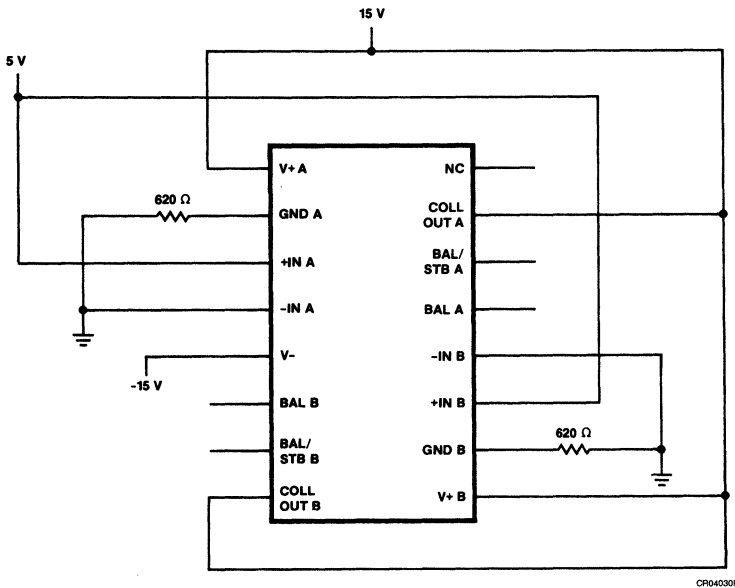 15 V
5 V
V+ A
NC
620 Ω
GND A
COLL
OUT A
+IN A
BAL/
STB A
–IN A
BAL A
V–
–IN B
-15 V
BAL B
+IN B
620 Ω
BAL/
STB B
GND B
COLL
OUT B
V+ B